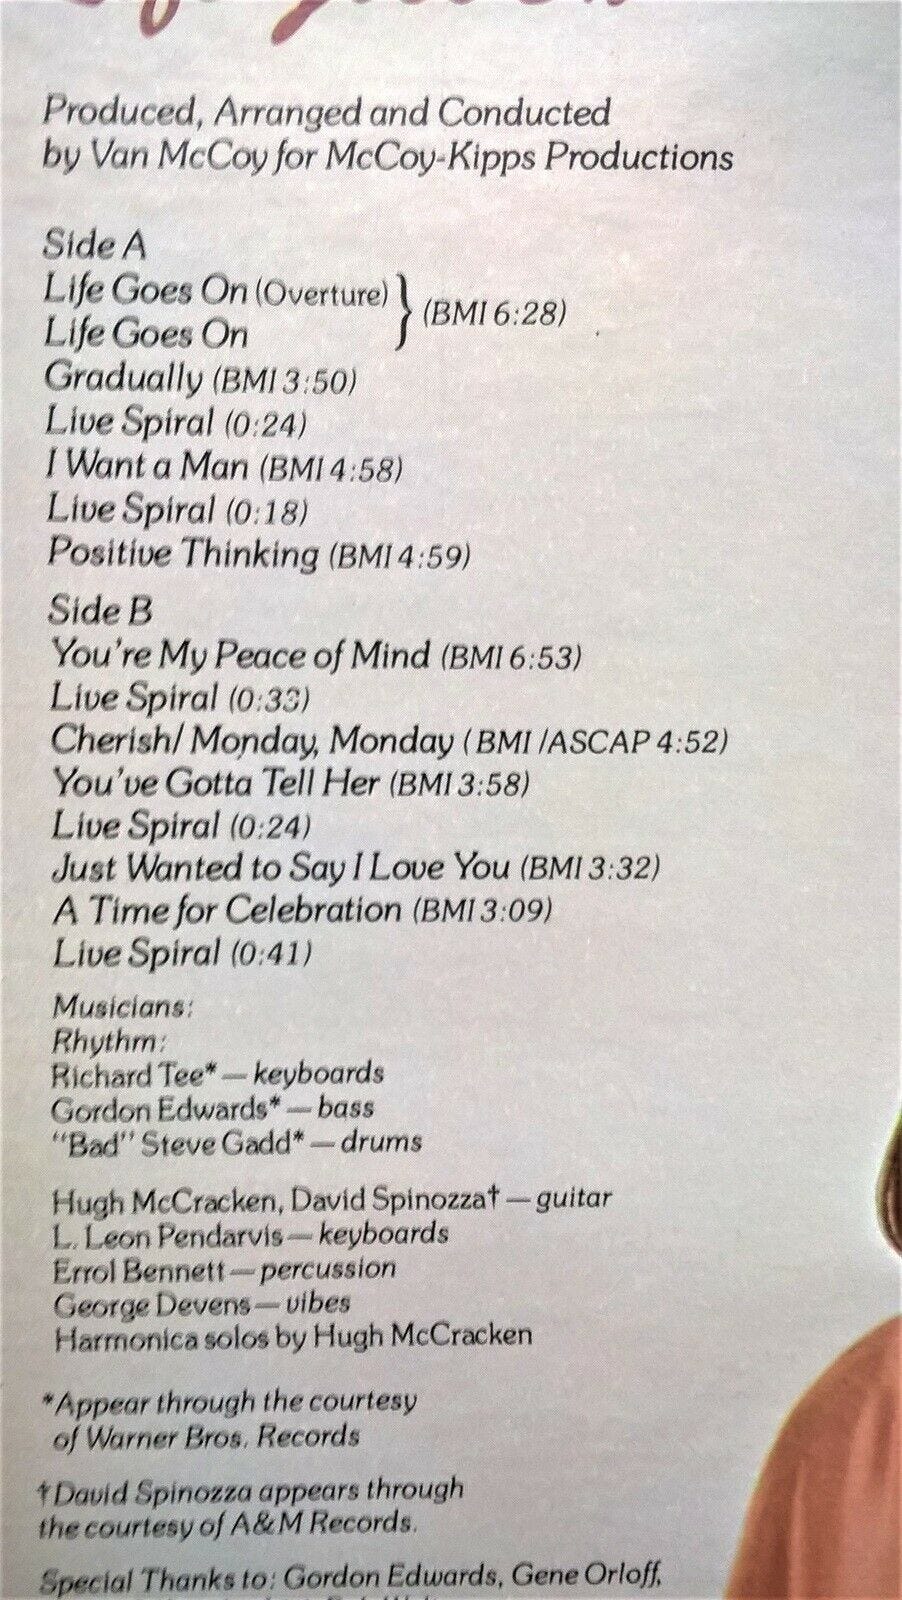 Produced, Arranged and Conducted
by Van McCoy for McCoy-Kipps Productions
Side A
Life Goes On (Overture) } (BMI 6:28)
Life Goes On
Gradually (BMI 3:50)
Live Spiral (0:24)
I Want a Man (BMI 4:58)
Live Spiral (0:18)
Positive Thinking (BMI 4:59)
Side B
You're My Peace of Mind (BMI 6:53)
Live Spiral (0:33)
Cherish/ Monday, Monday (BMI /ASCAP 4:52)
You've Gotta Tell Her (BMI 3:58)
Live Spiral (0:24)
Just Wanted to Say I Love You (BMI 3:32)
A Time for Celebration (BMI 3:09)
Live Spiral (0:41)
Musicians:
Rhythm:
Richard Tee* — keyboards
Gordon Edwards* — bass
"Bad" Steve Gadd* — drums
Hugh McCracken, David Spinozza† — guitar
L. Leon Pendarvis — keyboards
Errol Bennett — percussion
George Devens — vibes
Harmonica solos by Hugh McCracken
*Appear through the courtesy
of Warner Bros. Records
†David Spinozza appears through
the courtesy of A&M Records.
Special Thanks to: Gordon Edwards, Gene Orloff,